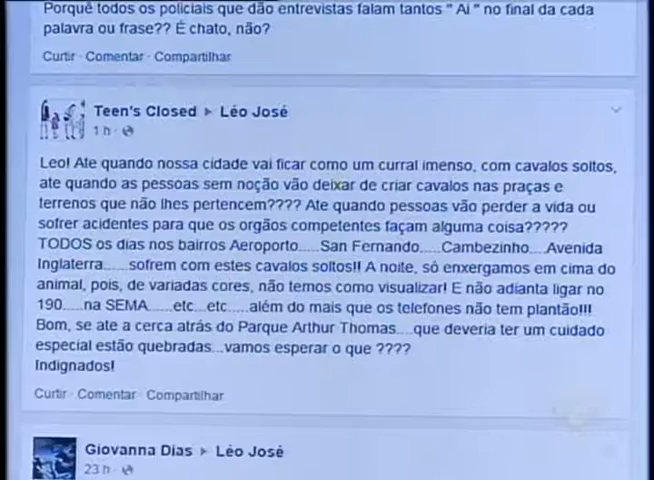 Porquê todos os policiais que dão entrevistas falam tantos " Ai " no final da cada
palavra ou frase?? É chato, não?
Curtir · Comentar · Compartilhar
Teen's Closed ▸ Léo José
1 h ·
Leo! Ate quando nossa cidade vai ficar como um curral imenso, com cavalos soltos,
ate quando as pessoas sem noção vão deixar de criar cavalos nas praças e
terrenos que não lhes pertencem???? Ate quando pessoas vão perder a vida ou
sofrer acidentes para que os orgãos competentes façam alguma coisa?????
TODOS os dias nos bairros Aeroporto.....San Fernando.....Cambezinho....Avenida
Inglaterra......sofrem com estes cavalos soltos!! A noite, só enxergamos em cima do
animal, pois, de variadas cores, não temos como visualizar! E não adianta ligar no
190.....na SEMA......etc...etc.....além do mais que os telefones não tem plantão!!!
Bom, se ate a cerca atrás do Parque Arthur Thomas....que deveria ter um cuidado
especial estão quebradas...vamos esperar o que ????
Indignados!
Curtir · Comentar · Compartilhar
Giovanna Dias ▸ Léo José
23 h ·